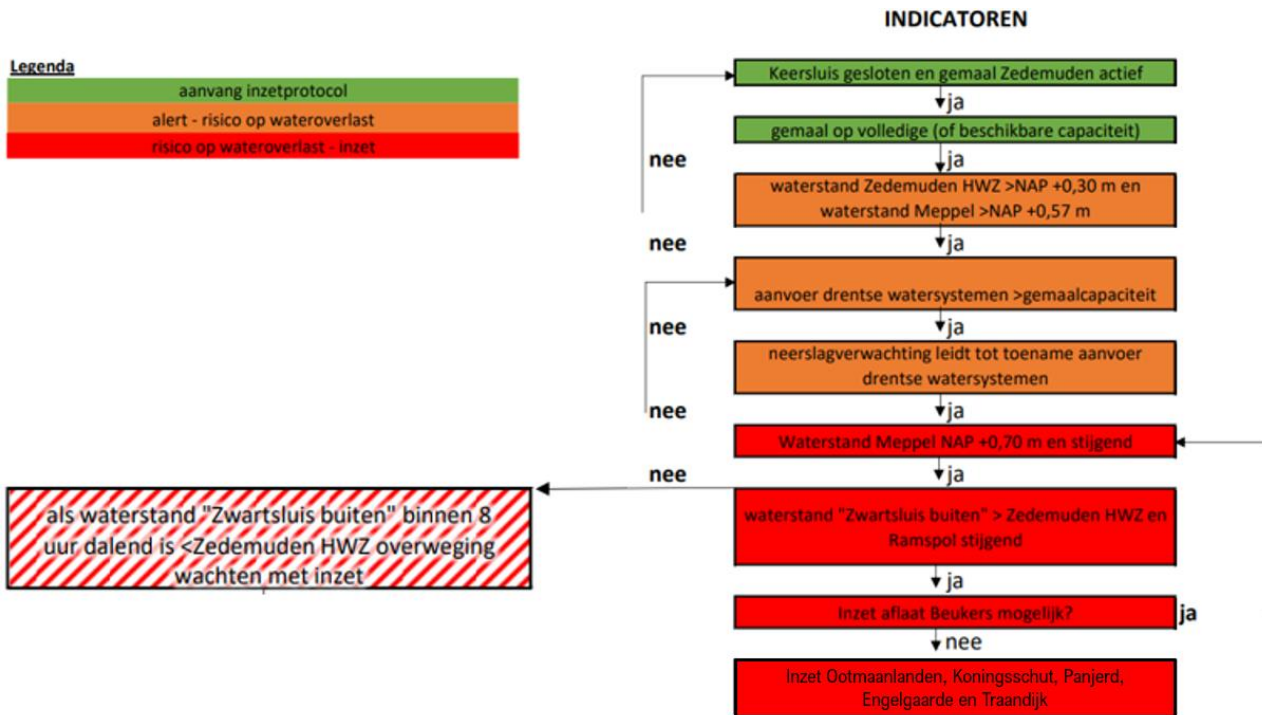 INDICATOREN
Legenda
aanvang inzetprotocol
alert - risico op wateroverlast
risico op wateroverlast - inzet
Keersluis gesloten en gemaal Zedemuden actief
ja
gemaal op volledige (of beschikbare capaciteit)
nee
ja
waterstand Zedemuden HWZ >NAP +0,30 m en
waterstand Meppel >NAP +0,57 m
nee
ja
aanvoer drentse watersystemen >gemaalcapaciteit
nee
ja
neerslagverwachting leidt tot toename aanvoer
drentse watersystemen
nee
ja
Waterstand Meppel NAP +0,70 m en stijgend
nee
ja
als waterstand "Zwartsluis buiten" binnen 8
uur dalend is <Zedemuden HWZ overweging
wachten met inzet
waterstand "Zwartsluis buiten" > Zedemuden HWZ en
Ramspol stijgend
ja
Inzet aflaat Beukers mogelijk?
ja
nee
Inzet Ootmaanlanden, Koningsschut, Panjerd,
Engelgaarde en Traandijk